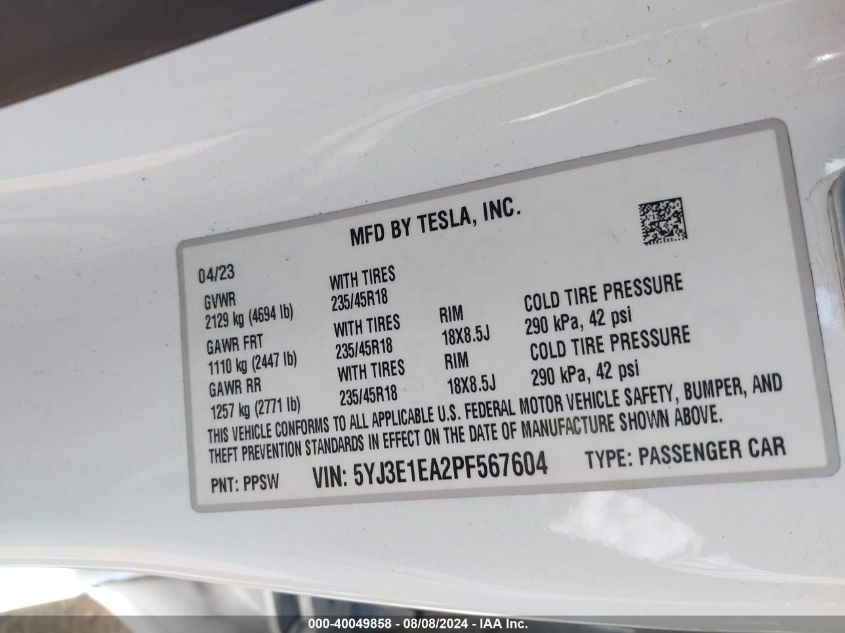 MFD BY TESLA, INC.
04/23
GVWR WITH TIRES
2129 kg (4694 lb) 235/45R18
GAWR FRT WITH TIRES RIM COLD TIRE PRESSURE
1110 kg (2447 lb) 235/45R18 18X8.5J 290 kPa, 42 psi
GAWR RR WITH TIRES RIM COLD TIRE PRESSURE
1257 kg (2771 lb) 235/45R18 18X8.5J 290 kPa, 42 psi
THIS VEHICLE CONFORMS TO ALL APPLICABLE U.S. FEDERAL MOTOR VEHICLE SAFETY, BUMPER, AND
THEFT PREVENTION STANDARDS IN EFFECT ON THE DATE OF MANUFACTURE SHOWN ABOVE.
PNT: PPSW VIN: 5YJ3E1EA2PF567604 TYPE: PASSENGER CAR
000-40049858 - 08/08/2024 - IAA Inc.